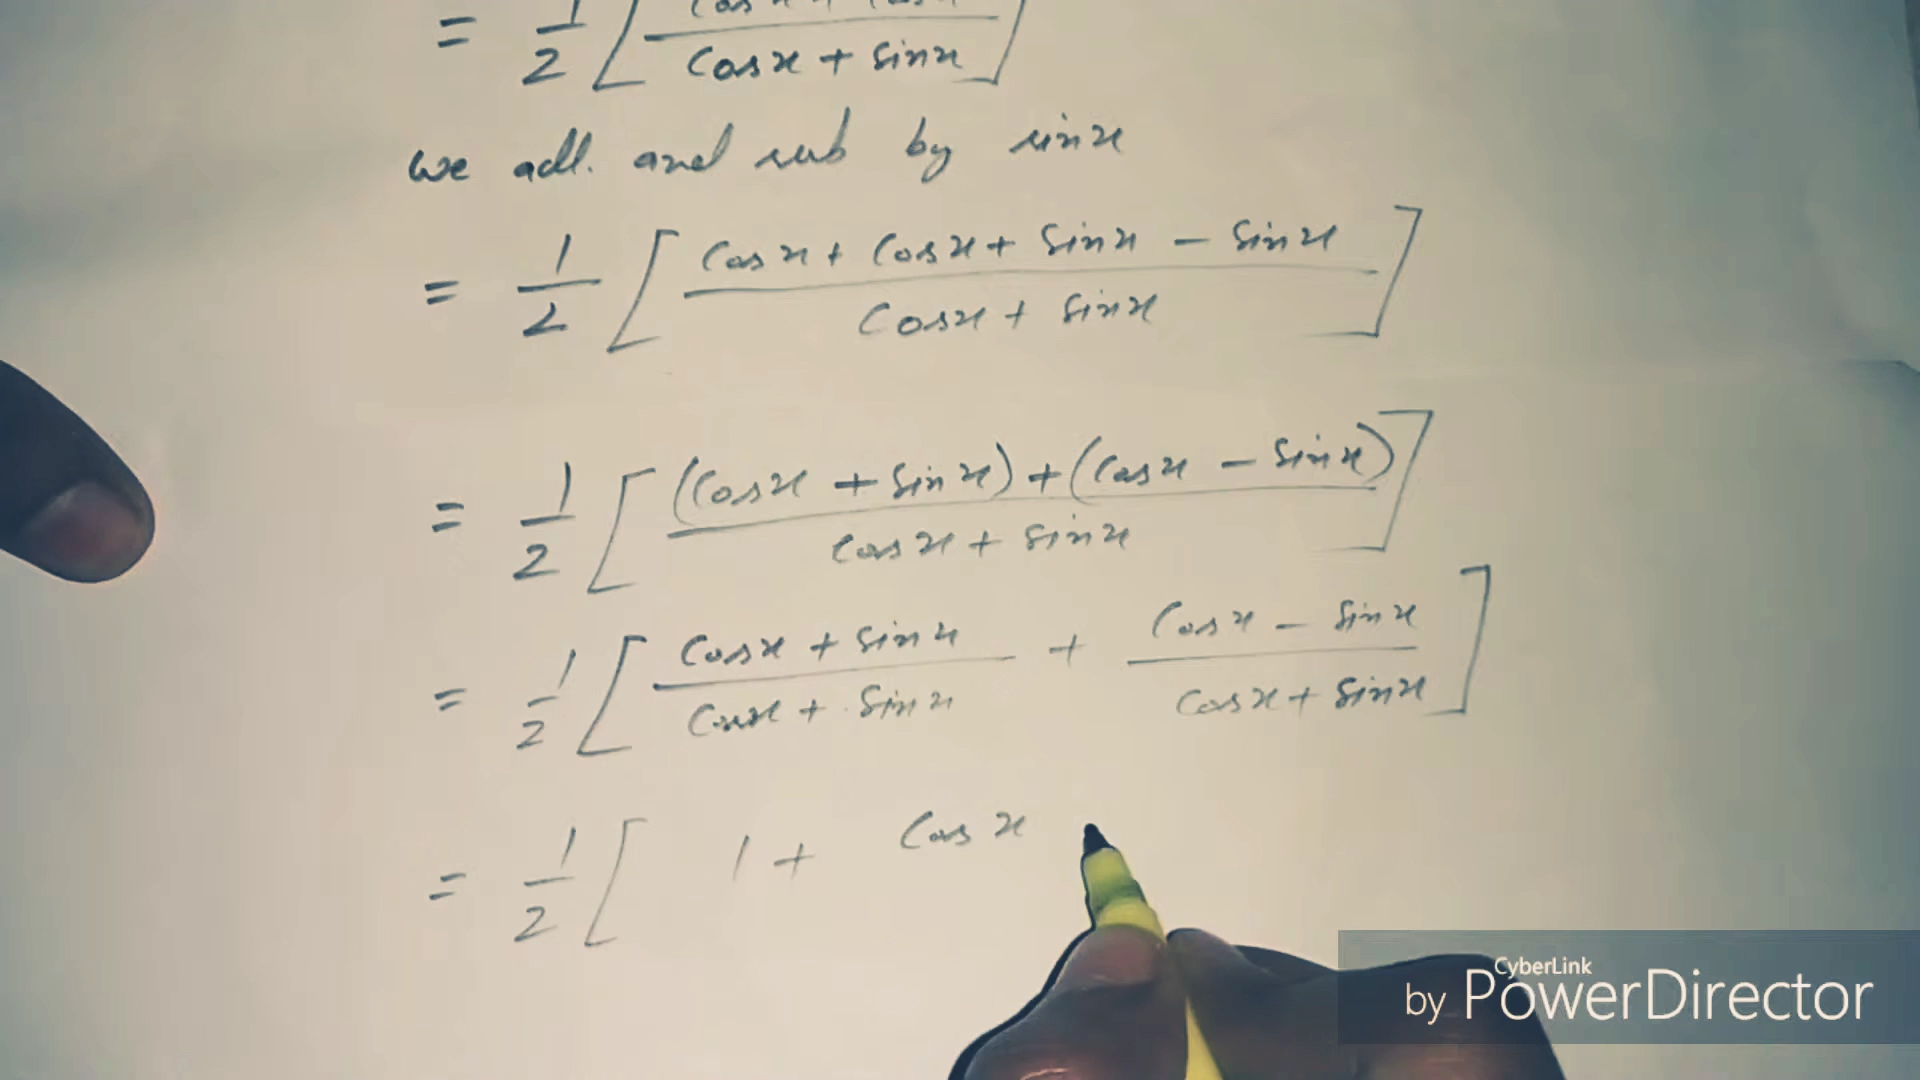 = 1/2 [ cosx + cosx / cosx + sinx ]
we add. and sub by sinx
= 1/2 [ cosx + cosx + sinx - sinx / cosx + sinx ]
= 1/2 [ (cosx + sinx) + (cosx - sinx) / cosx + sinx ]
= 1/2 [ cosx + sinx / cosx + sinx + cosx - sinx / cosx + sinx ]
= 1/2 [ 1 + cosx
CyberLink
by PowerDirector